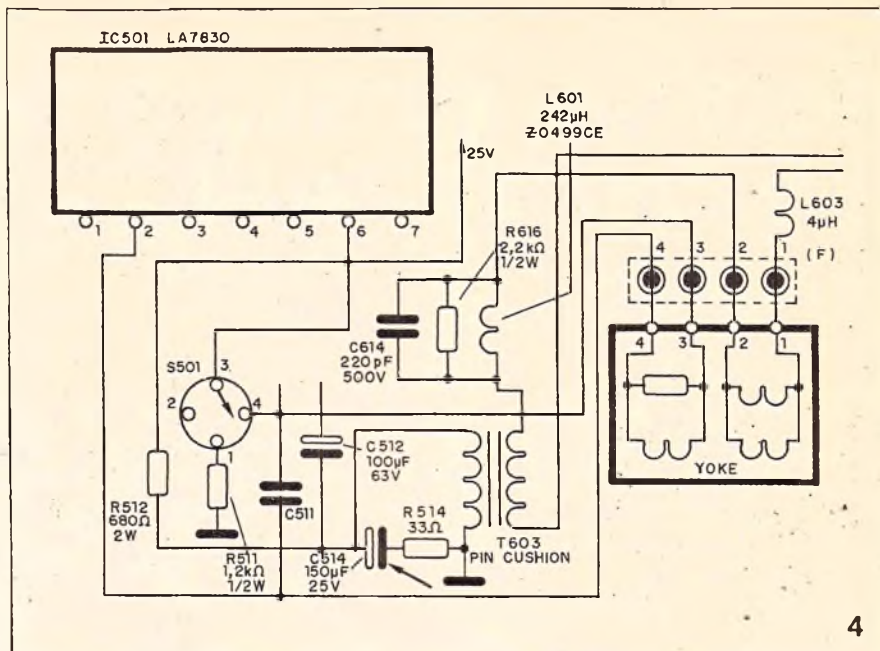 IC501 LA7830
1 2 3 4 5 6 7
25V
L601
242µH
Z0499CE
R616
2,2kΩ
1/2W
L603
4µH
(F)
4 3 2 1
4 3 2 1
YOKE
C614
220pF
500V
S501
3
2
4
1
C512
100µF
63V
C511
R512
680Ω
2W
R511
1,2kΩ
1/2W
C514
150µF
25V
R514
33Ω
T603
PIN CUSHION
4